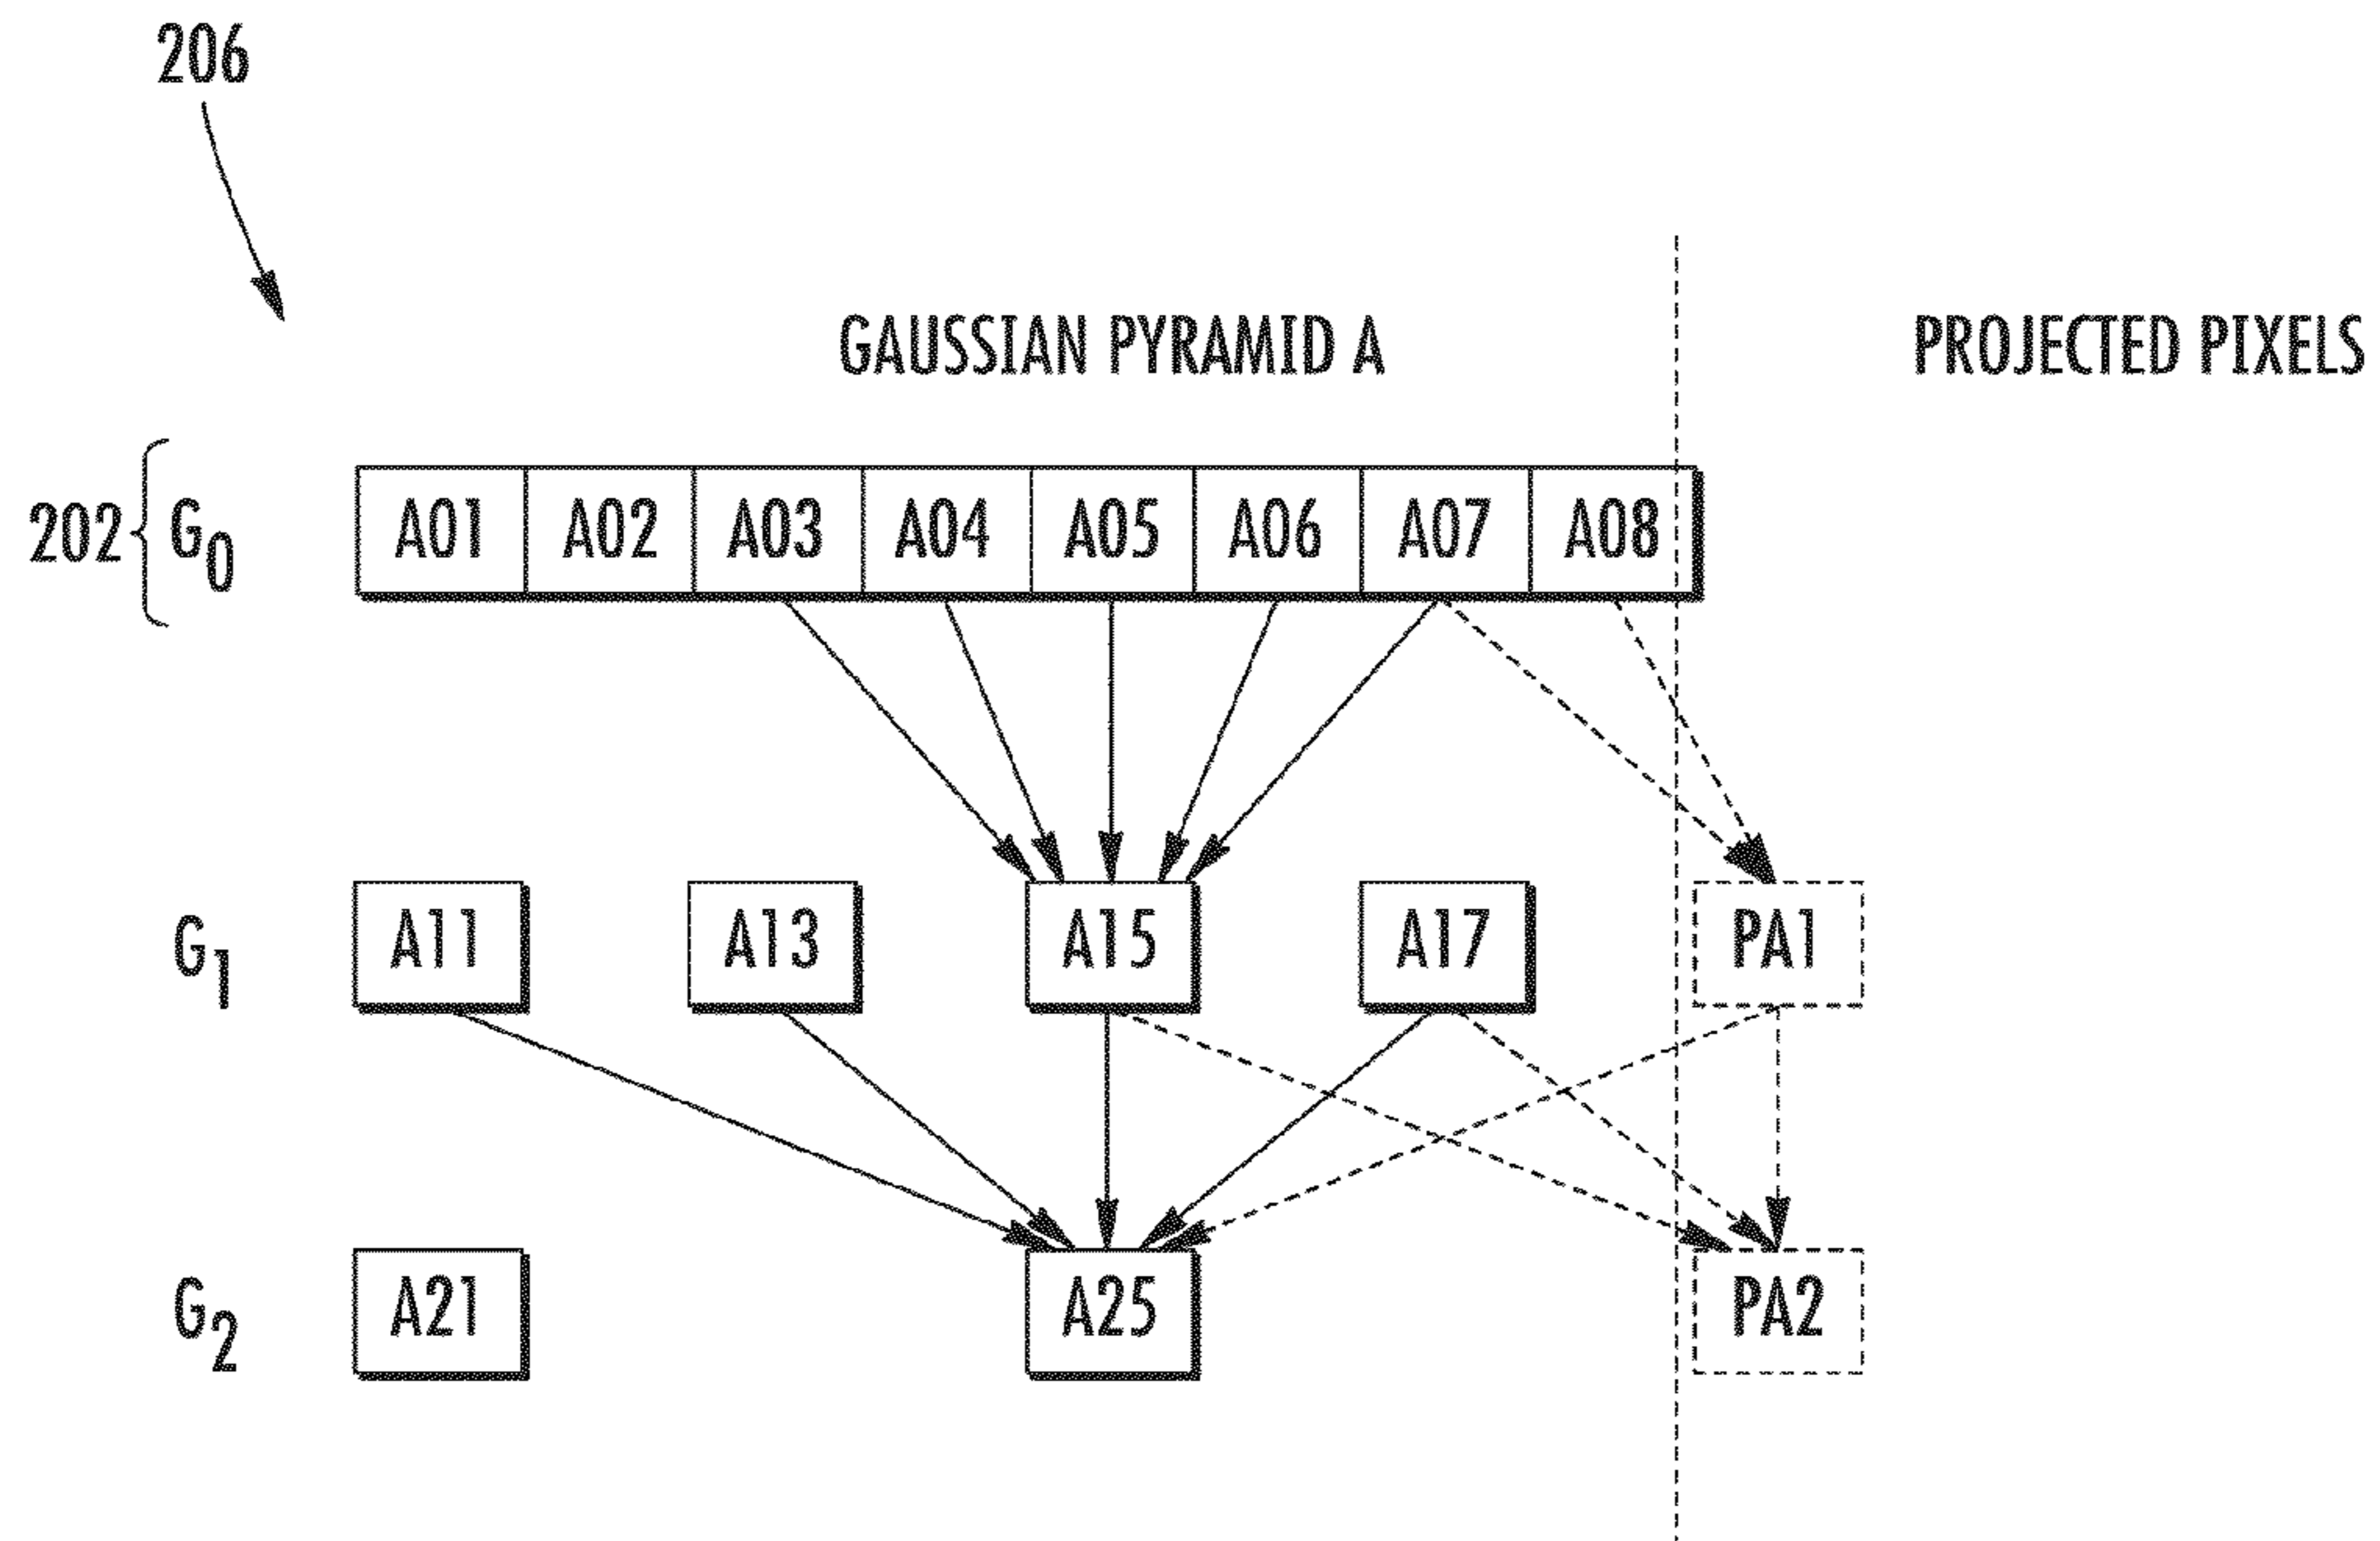 206
GAUSSIAN PYRAMID A
PROJECTED PIXELS
202 G0 A01 A02 A03 A04 A05 A06 A07 A08
G1 A11 A13 A15 A17 PA1
G2 A21 A25 PA2